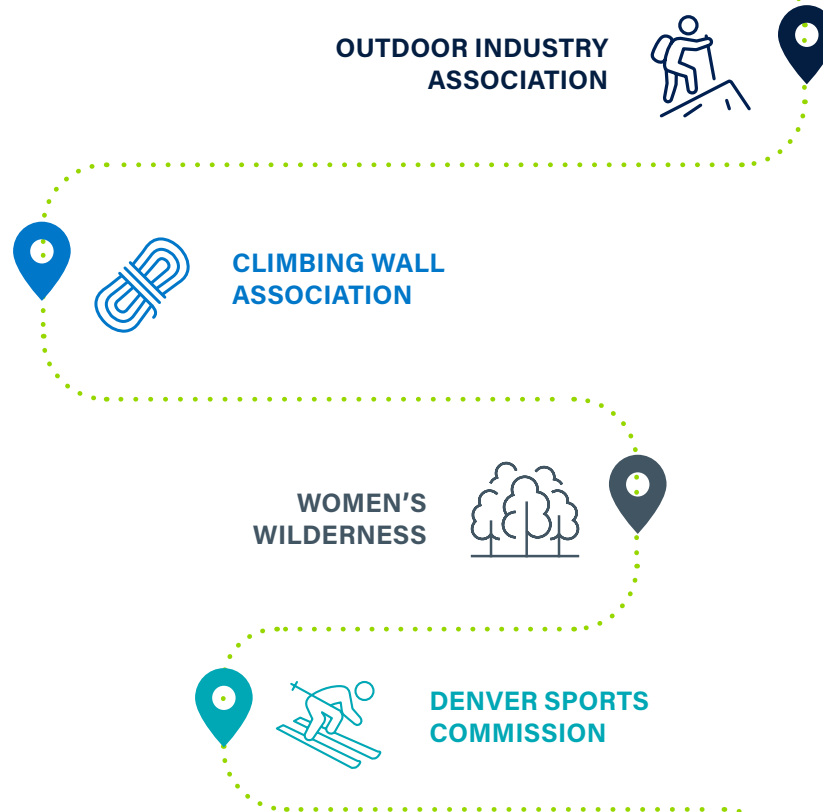 OUTDOOR INDUSTRY
ASSOCIATION
CLIMBING WALL
ASSOCIATION
WOMEN’S
WILDERNESS
DENVER SPORTS
COMMISSION